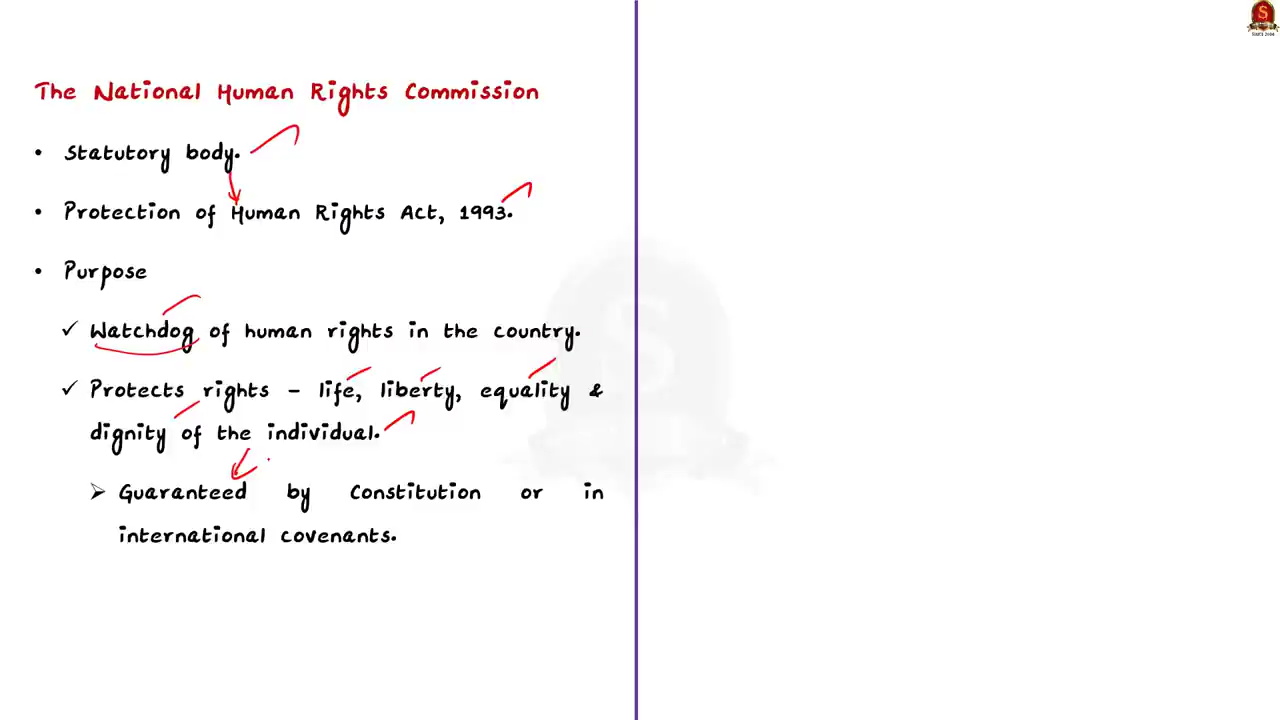 The National Human Rights Commission
• Statutory body.
• Protection of Human Rights Act, 1993.
• Purpose
✓ Watchdog of human rights in the country.
✓ Protects rights – life, liberty, equality &
dignity of the individual.
➢ Guaranteed by Constitution or in
international covenants.
S